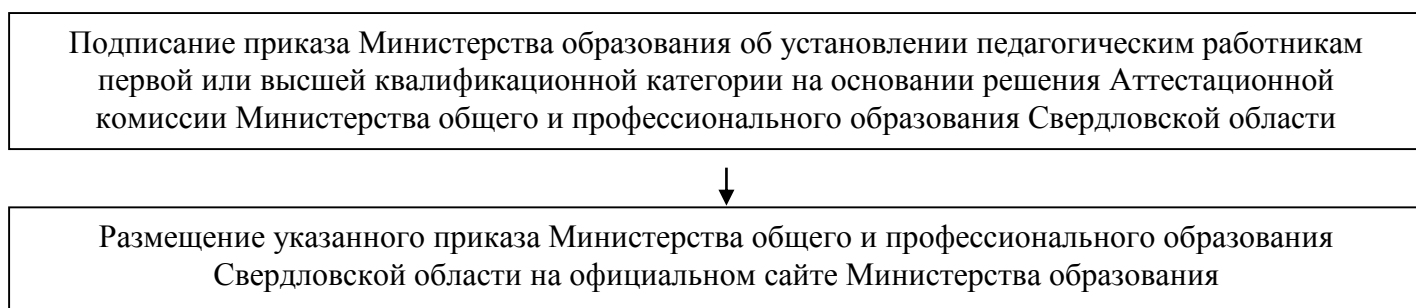 Подписание приказа Министерства образования об установлении педагогическим работникам
первой или высшей квалификационной категории на основании решения Аттестационной
комиссии Министерства общего и профессионального образования Свердловской области
Размещение указанного приказа Министерства общего и профессионального образования
Свердловской области на официальном сайте Министерства образования